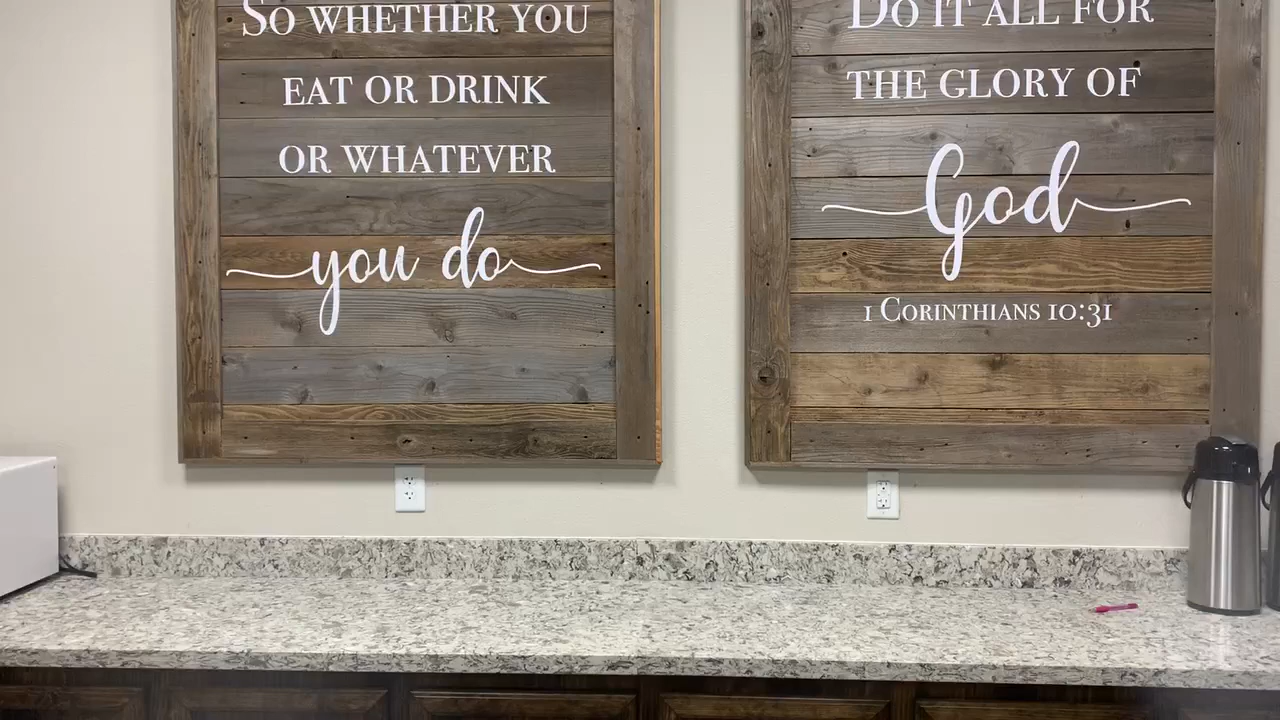 So whether you
eat or drink
or whatever
you do
Do it all for
the glory of
God
1 Corinthians 10:31